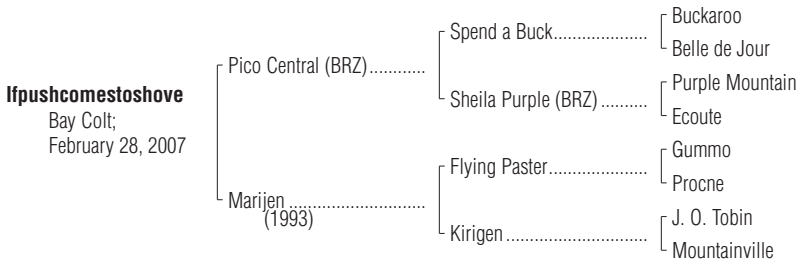 Ifpushcomestoshove
Bay Colt;
February 28, 2007
Pico Central (BRZ)............
Marijen ............................
(1993)
Spend a Buck....................
Sheila Purple (BRZ) ..........
Flying Paster.....................
Kirigen ..............................
Buckaroo
Belle de Jour
Purple Mountain
Ecoute
Gummo
Procne
J. O. Tobin
Mountainville